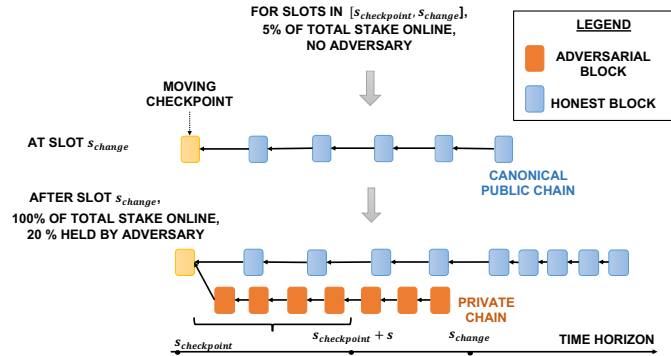 FOR SLOTS IN [s_checkpoint, s_change],
5% OF TOTAL STAKE ONLINE,
NO ADVERSARY
LEGEND
ADVERSARIAL
BLOCK
HONEST BLOCK
MOVING
CHECKPOINT
AT SLOT s_change
CANONICAL
PUBLIC CHAIN
AFTER SLOT s_change,
100% OF TOTAL STAKE ONLINE,
20 % HELD BY ADVERSARY
PRIVATE
CHAIN
s_checkpoint
s_checkpoint + s
s_change
TIME HORIZON